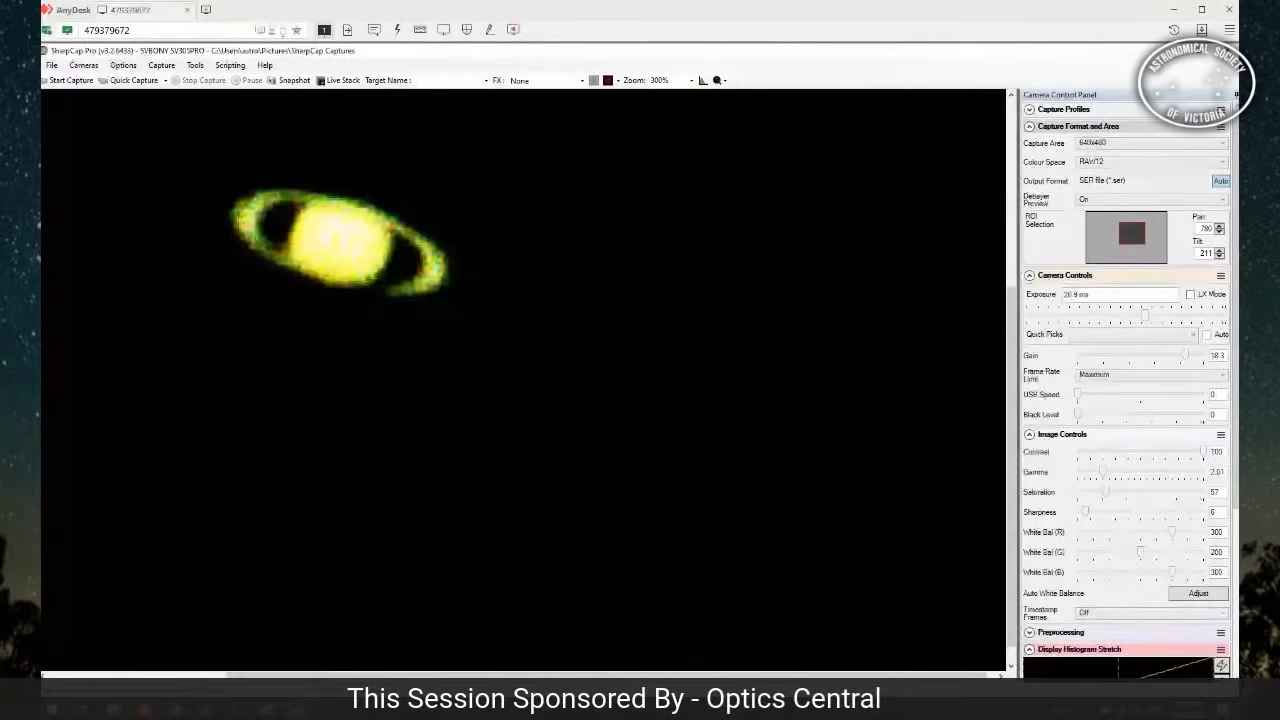 AnyDesk 479379672
479379672
SharpCap Pro (v3.2.6433) - SVBONY SV305PRO - C:\Users\astro\Pictures\SharpCap Captures
File Cameras Options Capture Tools Scripting Help
Start Capture Quick Capture Stop Capture Pause Snapshot Live Stack Target Name: FX: None Zoom: 300%
ASTRONOMICAL SOCIETY
OF VICTORIA
Camera Control Panel
Capture Profiles
Capture Format and Area
Capture Area 640x480
Colour Space RAW12
Output Format SER file (*.ser) Auto
Debayer Preview On
ROI Selection
Pan: 780
Tilt: 211
Camera Controls
Exposure LX Mode
Quick Picks Auto
Gain 18.3
Frame Rate Limit Maximum
USB Speed 0
Black Level 0
Image Controls
Contrast 100
Gamma 2.01
Saturation 57
Sharpness 6
White Bal (R) 300
White Bal (G) 200
White Bal (B) 300
Auto White Balance Adjust
Timestamp Frames Off
Preprocessing
Display Histogram Stretch
This Session Sponsored By - Optics Central